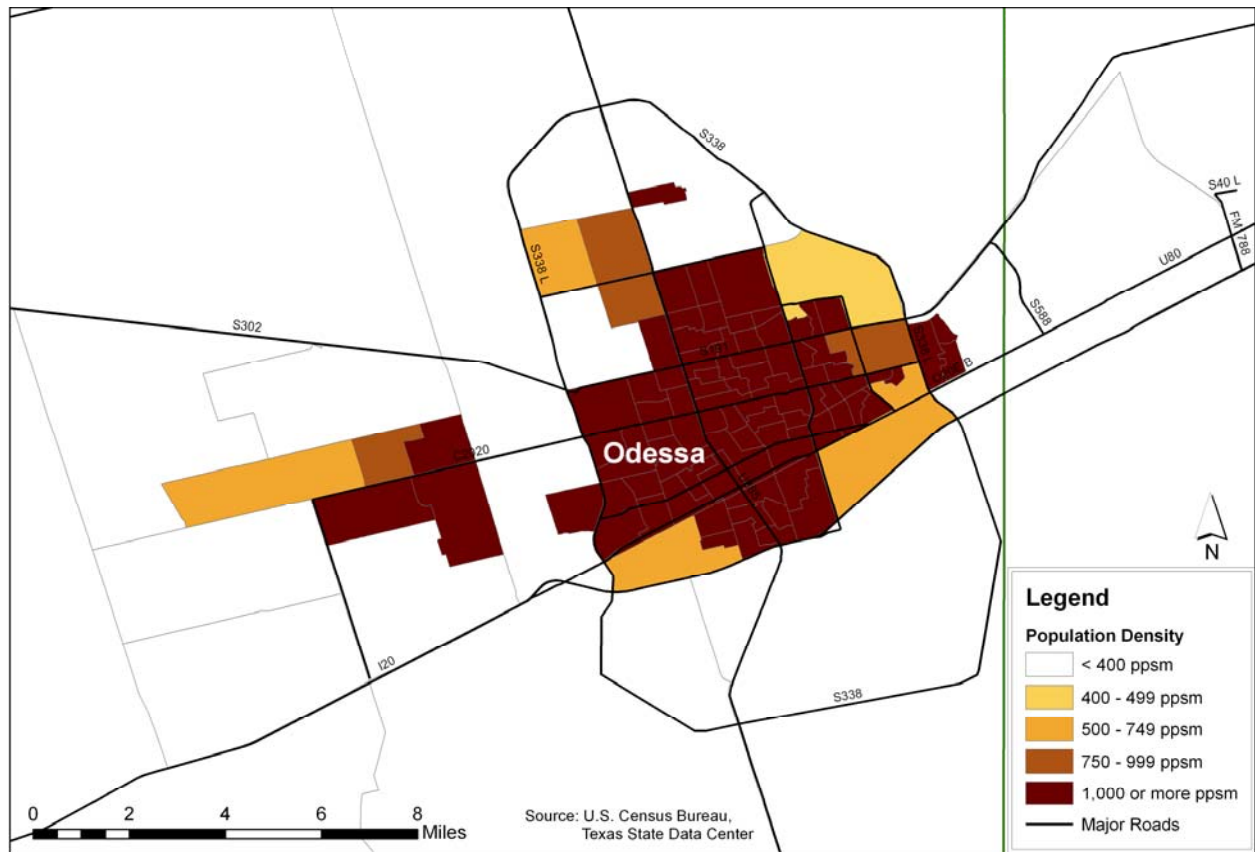 S338
S40 L
FM 788
U80
S338 L
S588
S302
B
Odessa
I20
S338
N
Legend
Population Density
< 400 ppsm
400 - 499 ppsm
500 - 749 ppsm
750 - 999 ppsm
1,000 or more ppsm
Major Roads
0 2 4 6 8
Miles
Source: U.S. Census Bureau,
Texas State Data Center